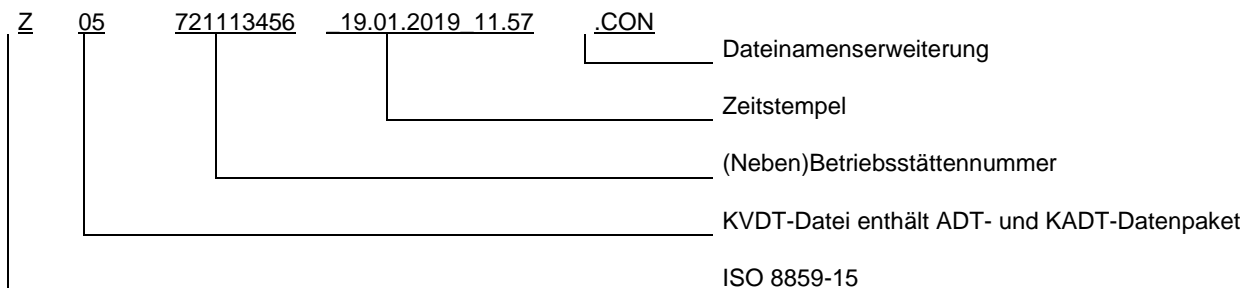 Z 05 721113456 _19.01.2019_11.57 .CON
Dateinamenserweiterung
Zeitstempel
(Neben)Betriebsstättennummer
KVDT-Datei enthält ADT- und KADT-Datenpaket
ISO 8859-15